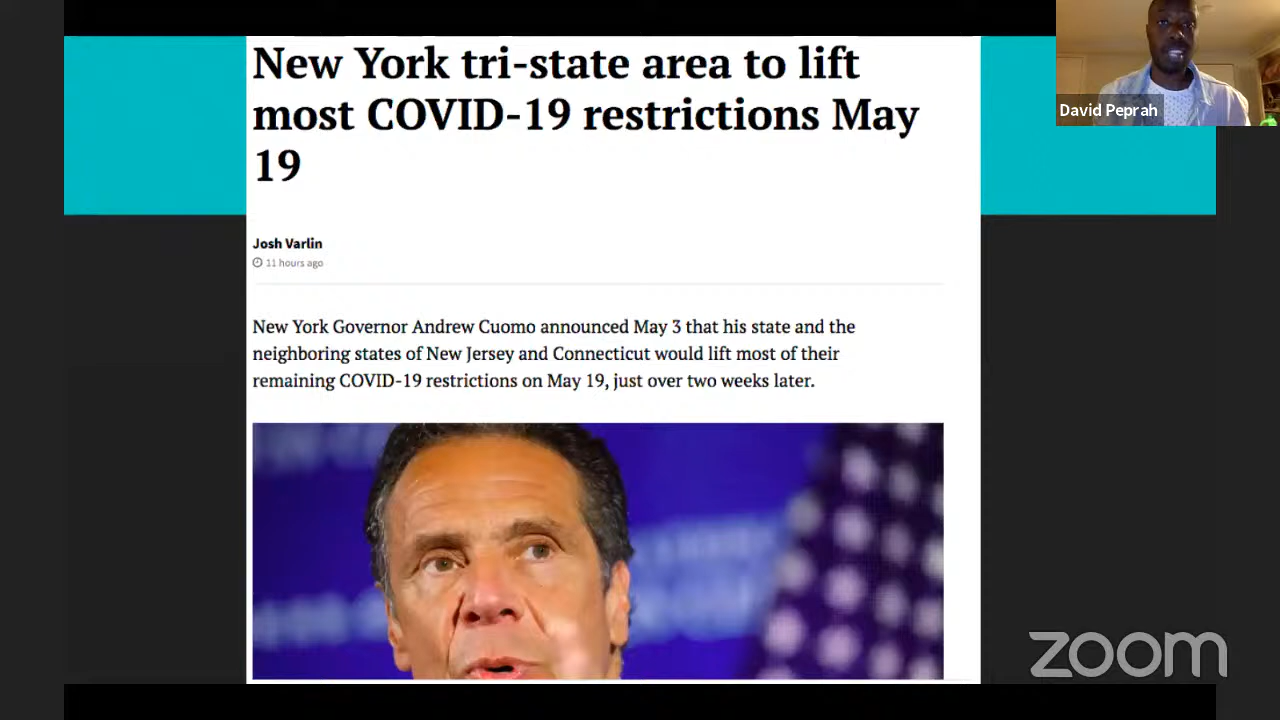 New York tri-state area to lift
most COVID-19 restrictions May
19
David Peprah
Josh Varlin
11 hours ago
New York Governor Andrew Cuomo announced May 3 that his state and the
neighboring states of New Jersey and Connecticut would lift most of their
remaining COVID-19 restrictions on May 19, just over two weeks later.
zoom